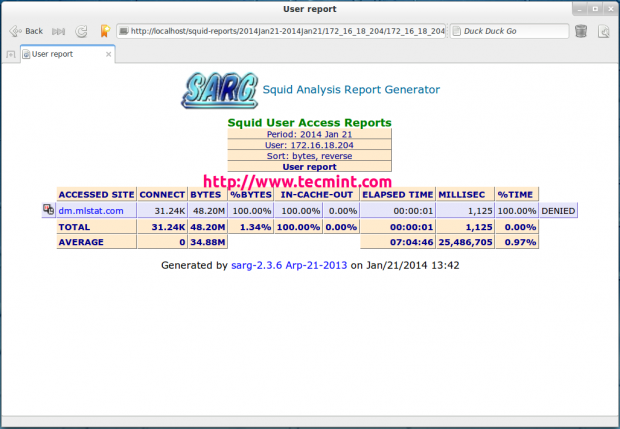 User report
Back
http://localhost/squid-reports/2014Jan21-2014Jan21/172_16_18_204/172_16_18_204
Duck Duck Go
User report
SARG Squid Analysis Report Generator
Squid User Access Reports
Period: 2014 Jan 21
User: 172.16.18.204
Sort: bytes, reverse
User report
http://www.tecmint.com
ACCESSED SITE CONNECT BYTES %BYTES IN-CACHE-OUT ELAPSED TIME MILLISEC %TIME
dm.mlstat.com 31.24K 48.20M 100.00% 100.00% 0.00% 00:00:01 1,125 100.00% DENIED
TOTAL 31.24K 48.20M 1.34% 100.00% 0.00% 00:00:01 1,125 0.00%
AVERAGE 0 34.88M 07:04:46 25,486,705 0.97%
Generated by sarg-2.3.6 Arp-21-2013 on Jan/21/2014 13:42